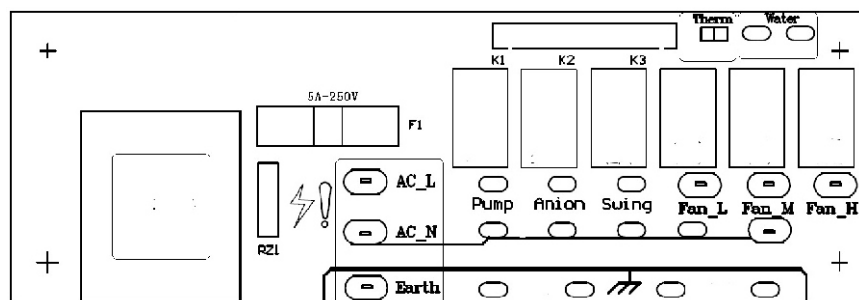 Therm Water
K1 K2 K3
5A-250V
F1
AC_L
Pump Anion Swing Fan_L Fan_M Fan_H
AC_N
RZ1
Earth